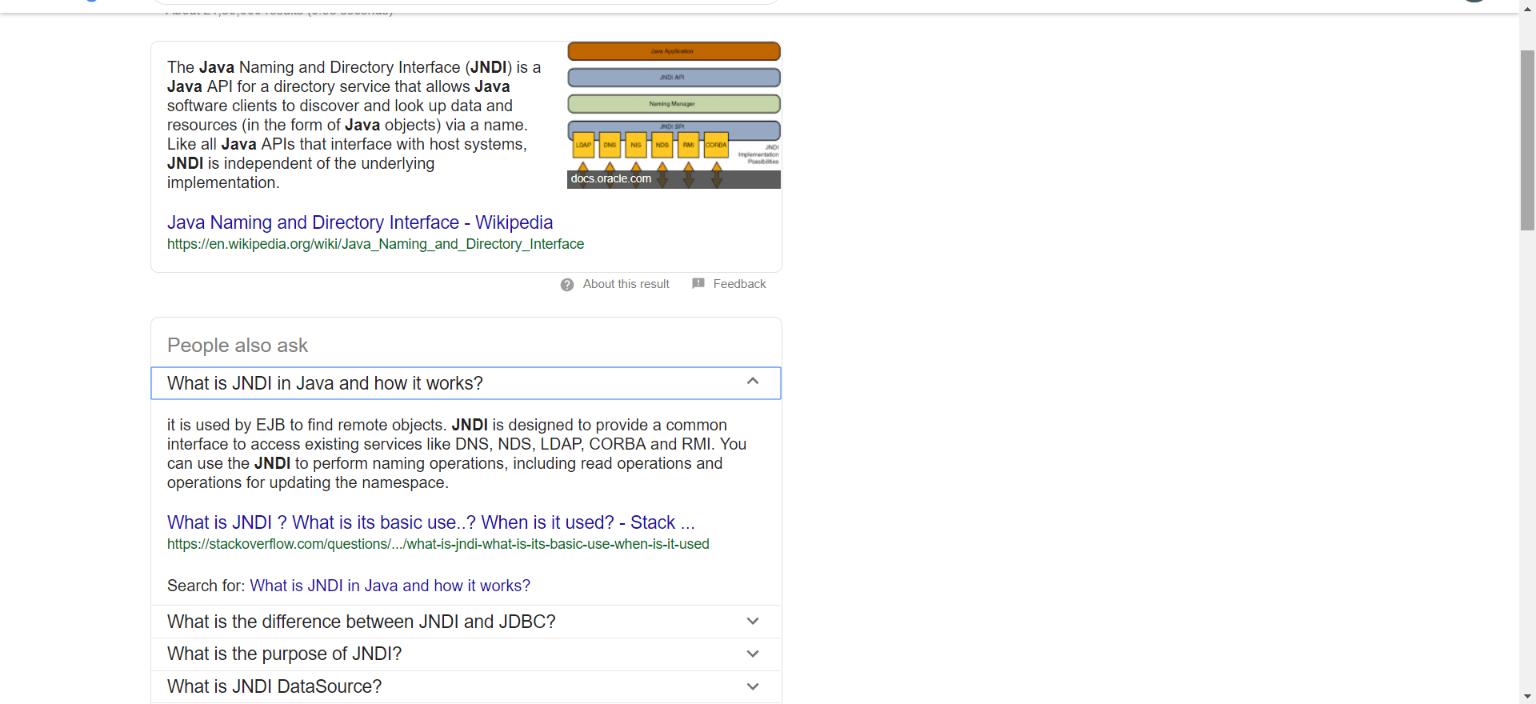 The Java Naming and Directory Interface (JNDI) is a
Java API for a directory service that allows Java
software clients to discover and look up data and
resources (in the form of Java objects) via a name.
Like all Java APIs that interface with host systems,
JNDI is independent of the underlying
implementation.
Java Application
JNDI API
Naming Manager
JNDI SPI
LDAP DNS NIS NDS RMI CORBA
JNDI
Implementation
Possibilities
docs.oracle.com
Java Naming and Directory Interface - Wikipedia
https://en.wikipedia.org/wiki/Java_Naming_and_Directory_Interface
About this result Feedback
People also ask
What is JNDI in Java and how it works?
it is used by EJB to find remote objects. JNDI is designed to provide a common
interface to access existing services like DNS, NDS, LDAP, CORBA and RMI. You
can use the JNDI to perform naming operations, including read operations and
operations for updating the namespace.
What is JNDI ? What is its basic use..? When is it used? - Stack ...
https://stackoverflow.com/questions/.../what-is-jndi-what-is-its-basic-use-when-is-it-used
Search for: What is JNDI in Java and how it works?
What is the difference between JNDI and JDBC?
What is the purpose of JNDI?
What is JNDI DataSource?